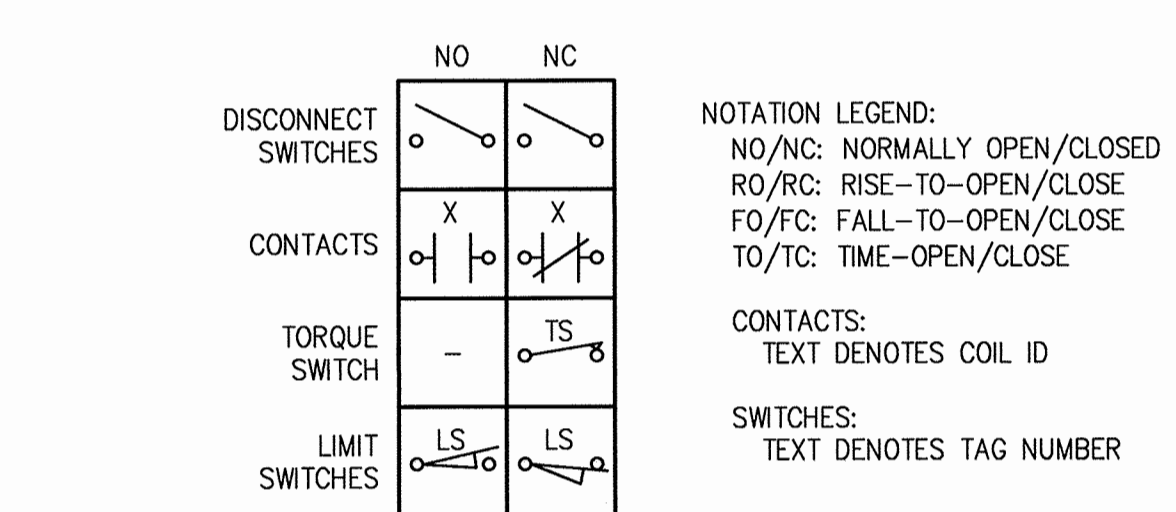 NO NC
DISCONNECT
SWITCHES
X X
CONTACTS
TORQUE
SWITCH
– TS
LIMIT
SWITCHES
LS LS
NOTATION LEGEND:
NO/NC: NORMALLY OPEN/CLOSED
RO/RC: RISE–TO–OPEN/CLOSE
FO/FC: FALL–TO–OPEN/CLOSE
TO/TC: TIME–OPEN/CLOSE
CONTACTS:
TEXT DENOTES COIL ID
SWITCHES:
TEXT DENOTES TAG NUMBER